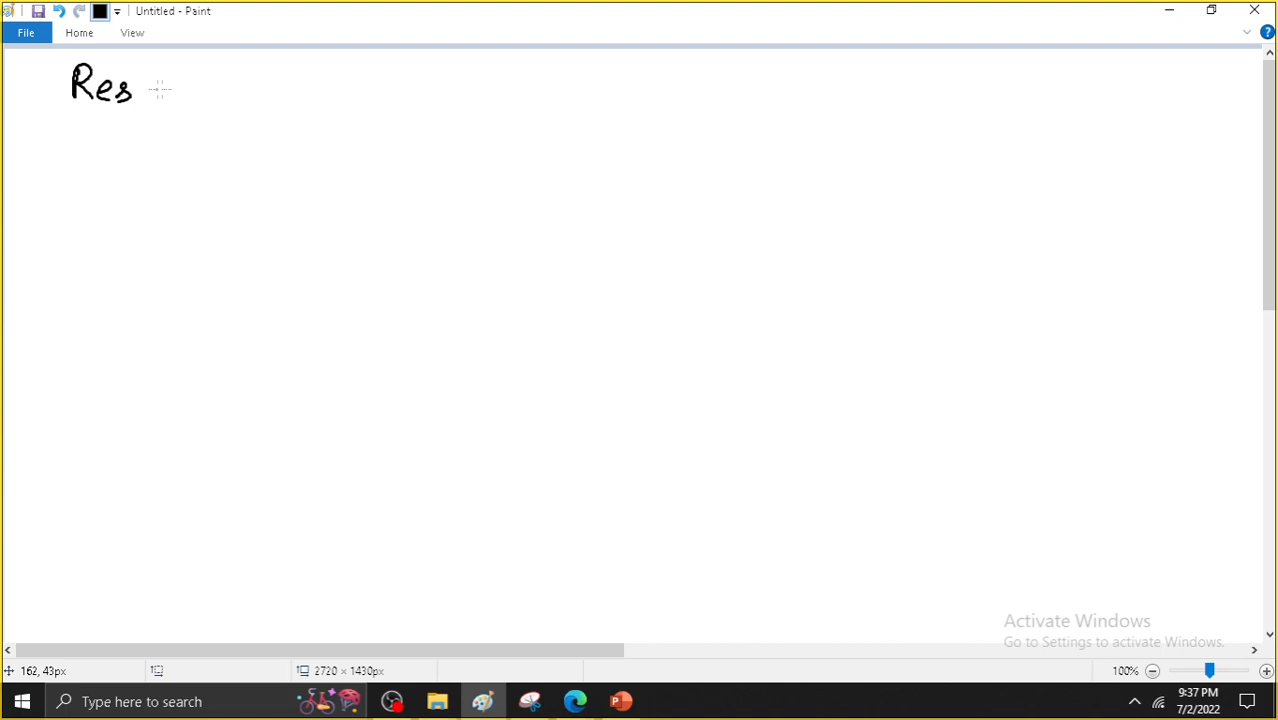 Untitled - Paint
File Home View
Res
Activate Windows
Go to Settings to activate Windows.
162, 43px 2720 × 1430px 100%
Type here to search
9:37 PM
7/2/2022